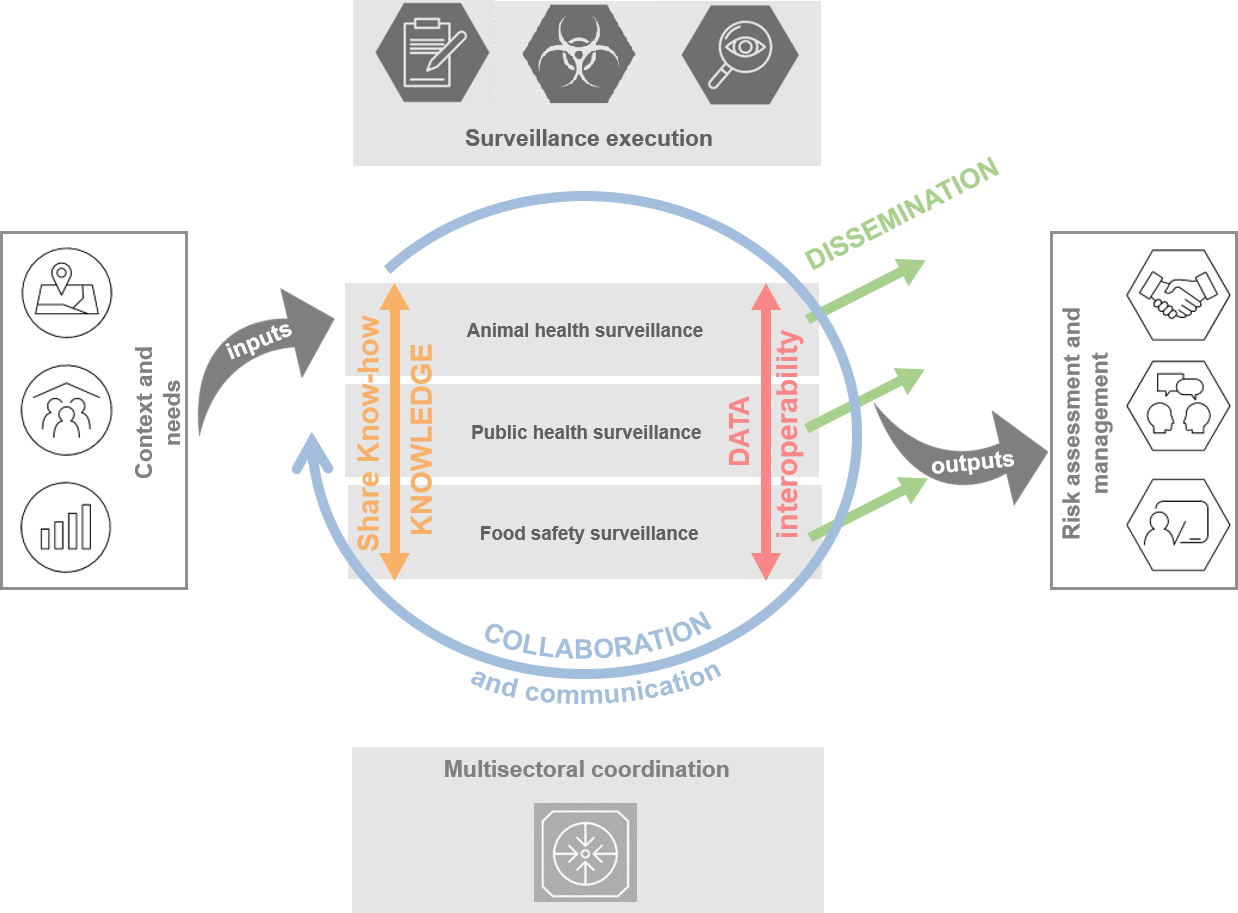 Surveillance execution
DISSEMINATION
Context and
needs
inputs
Share Know-how
KNOWLEDGE
Animal health surveillance
Public health surveillance
Food safety surveillance
DATA
interoperability
outputs
Risk assessment and
management
COLLABORATION
and communication
Multisectoral coordination